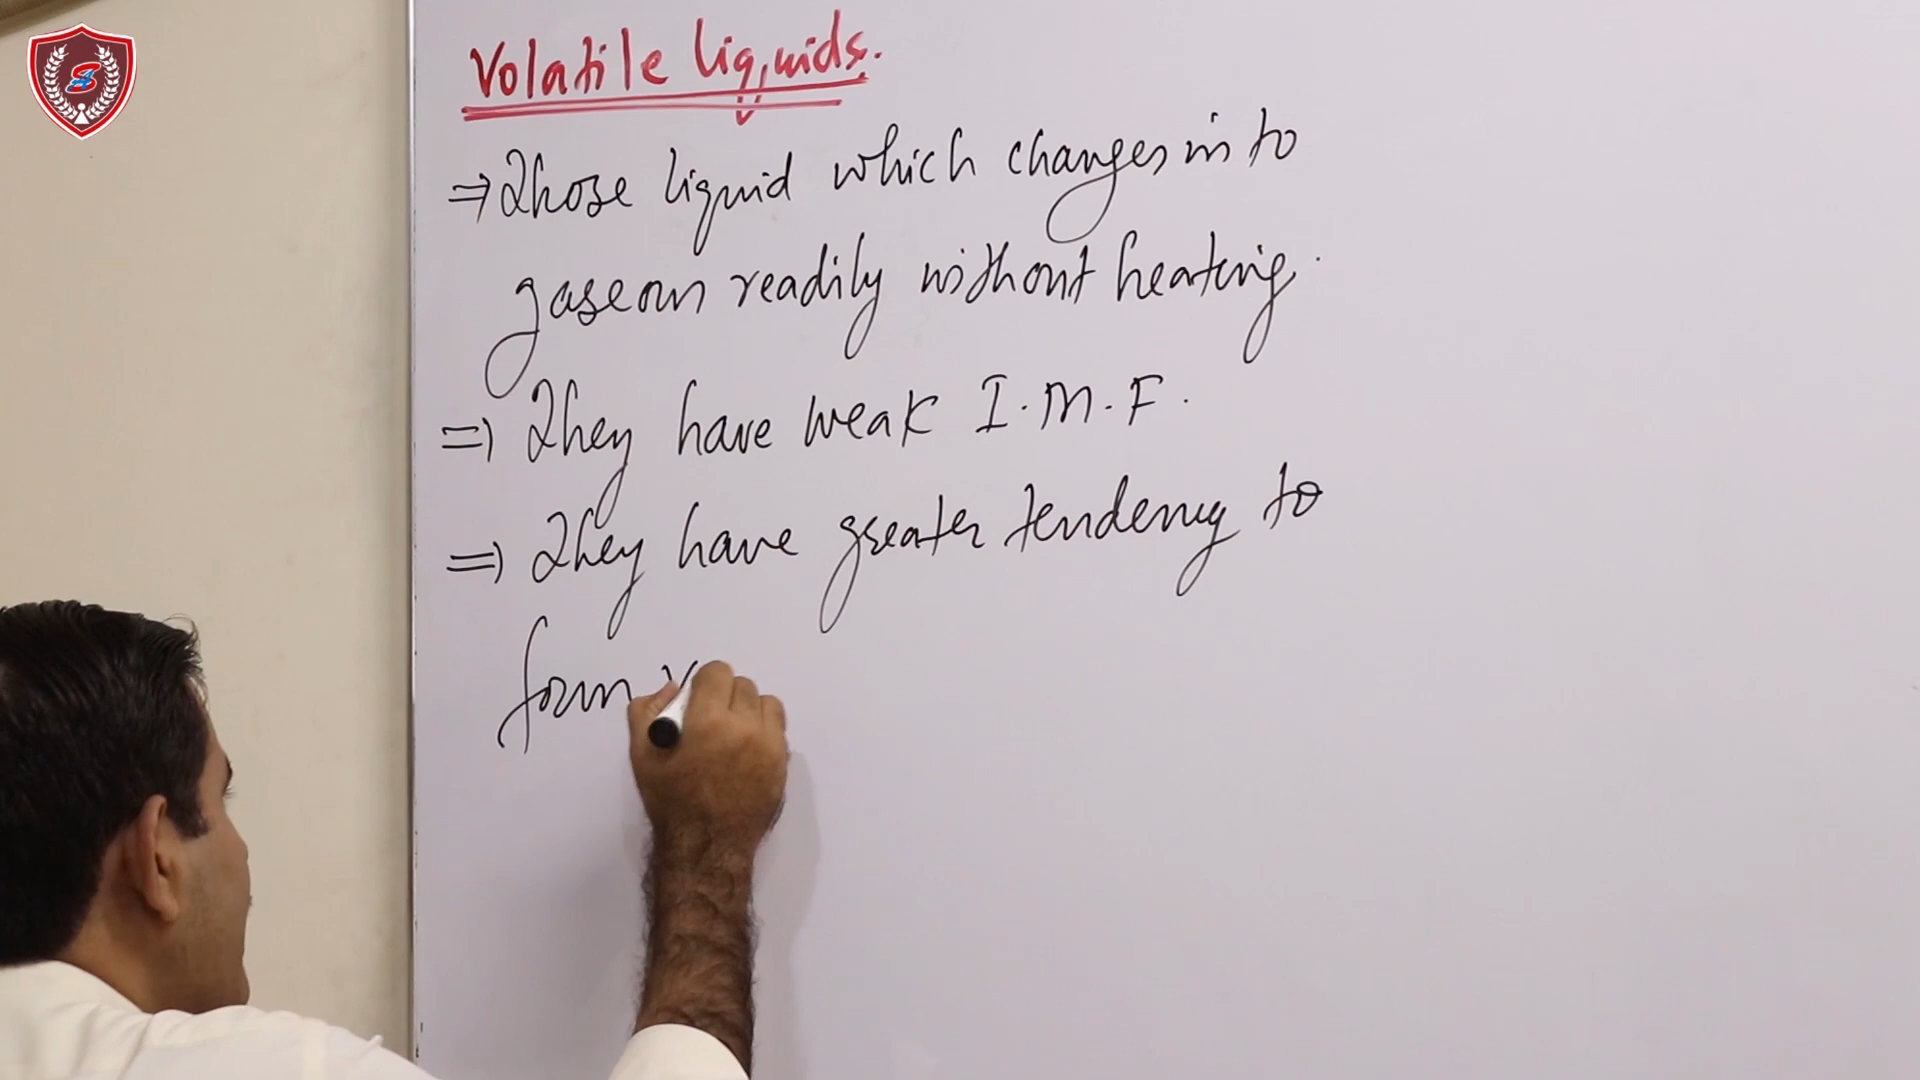 Volatile liquids.
⇒ Those liquid which changes in to
gaseous readily without heating.
⇒ They have weak I.M.F.
⇒ They have greater tendency to
form